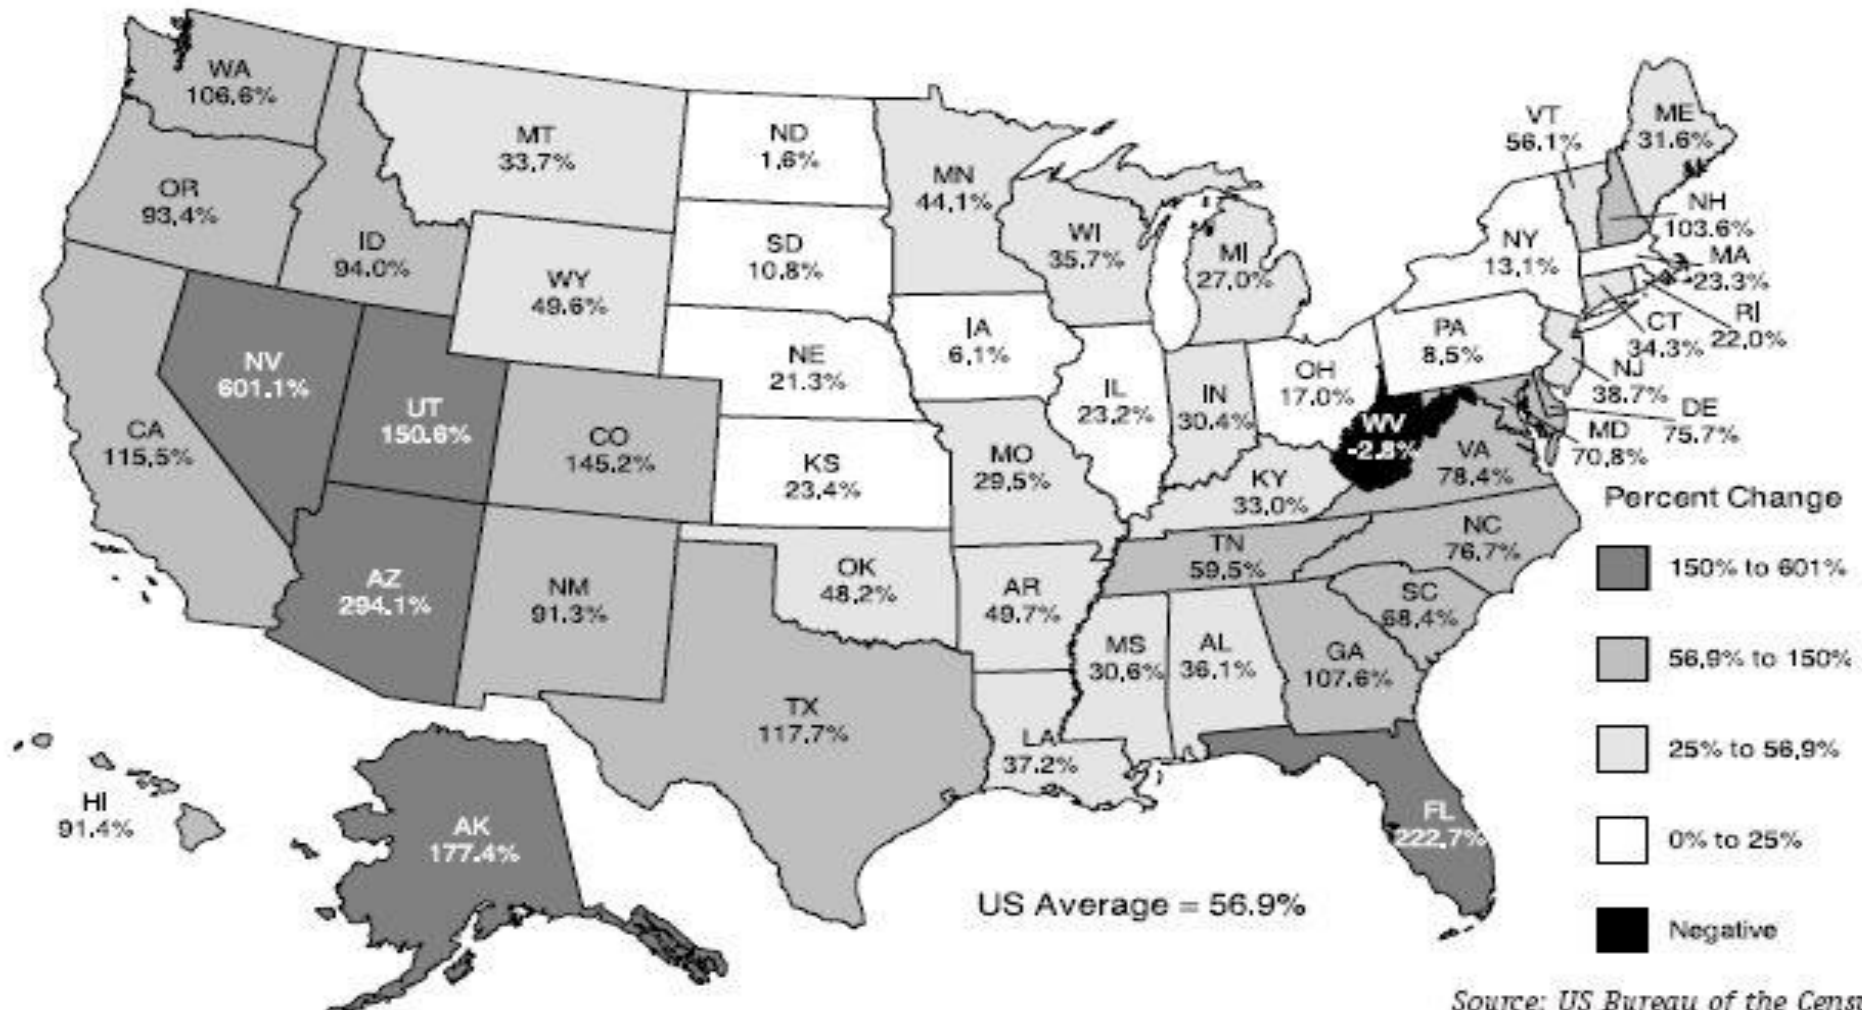 WA
106.6%
MT
33.7%
ND
1.6%
VT
56.1%
ME
31.6%
OR
93.4%
MN
44.1%
NH
103.6%
ID
94.0%
SD
10.8%
WI
35.7%
MI
27.0%
NY
13.1%
MA
-23.3%
WY
49.6%
IA
6.1%
PA
8.5%
CT
34.3%
RI
22.0%
NV
601.1%
NE
21.3%
IL
23.2%
IN
30.4%
OH
17.0%
NJ
38.7%
DE
75.7%
UT
150.6%
CO
145.2%
CA
115.5%
KS
23.4%
MO
29.5%
WV
-2.8%
MD
70.8%
VA
78.4%
KY
33.0%
Percent Change
150% to 601%
56.9% to 150%
25% to 56.9%
0% to 25%
Negative
NC
76.7%
TN
59.5%
AZ
294.1%
NM
91.3%
OK
48.2%
AR
49.7%
SC
68.4%
MS
30.6%
AL
36.1%
GA
107.6%
TX
117.7%
LA
37.2%
HI
91.4%
AK
177.4%
FL
222.7%
US Average = 56.9%
Source: US Bureau of the Censu